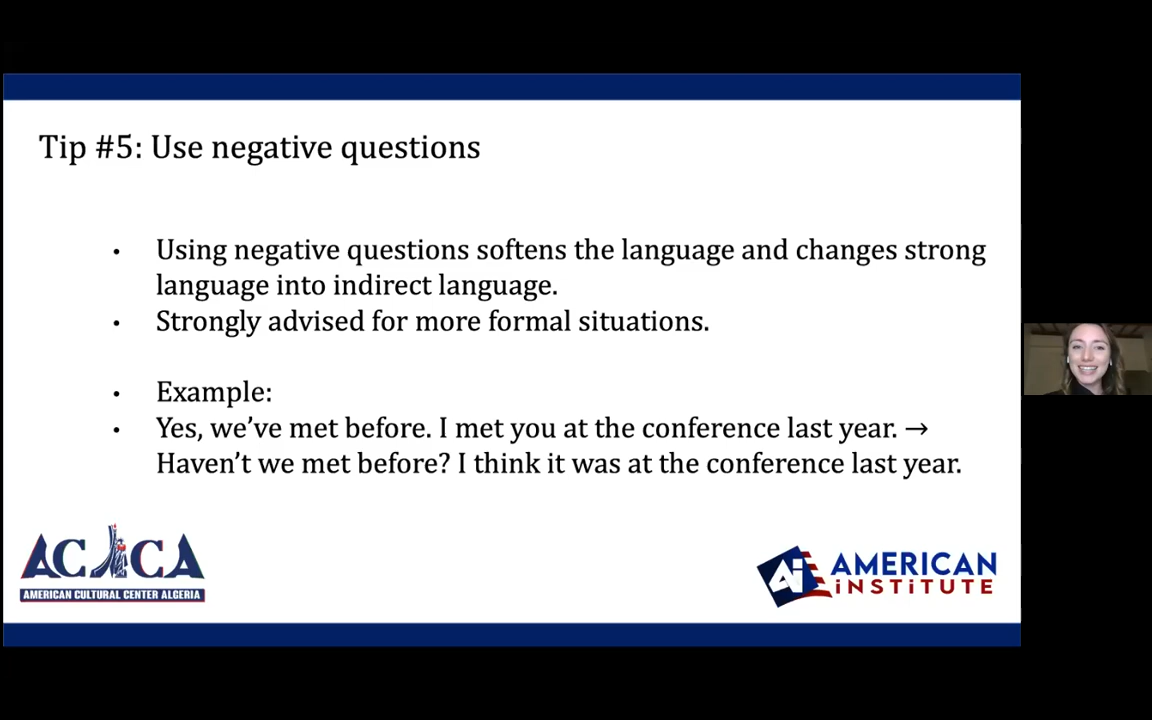 Tip #5: Use negative questions
• Using negative questions softens the language and changes strong
language into indirect language.
• Strongly advised for more formal situations.
• Example:
• Yes, we’ve met before. I met you at the conference last year. →
Haven’t we met before? I think it was at the conference last year.
ACCA
AMERICAN CULTURAL CENTER ALGERIA
Ai AMERICAN
iNSTiTUTE